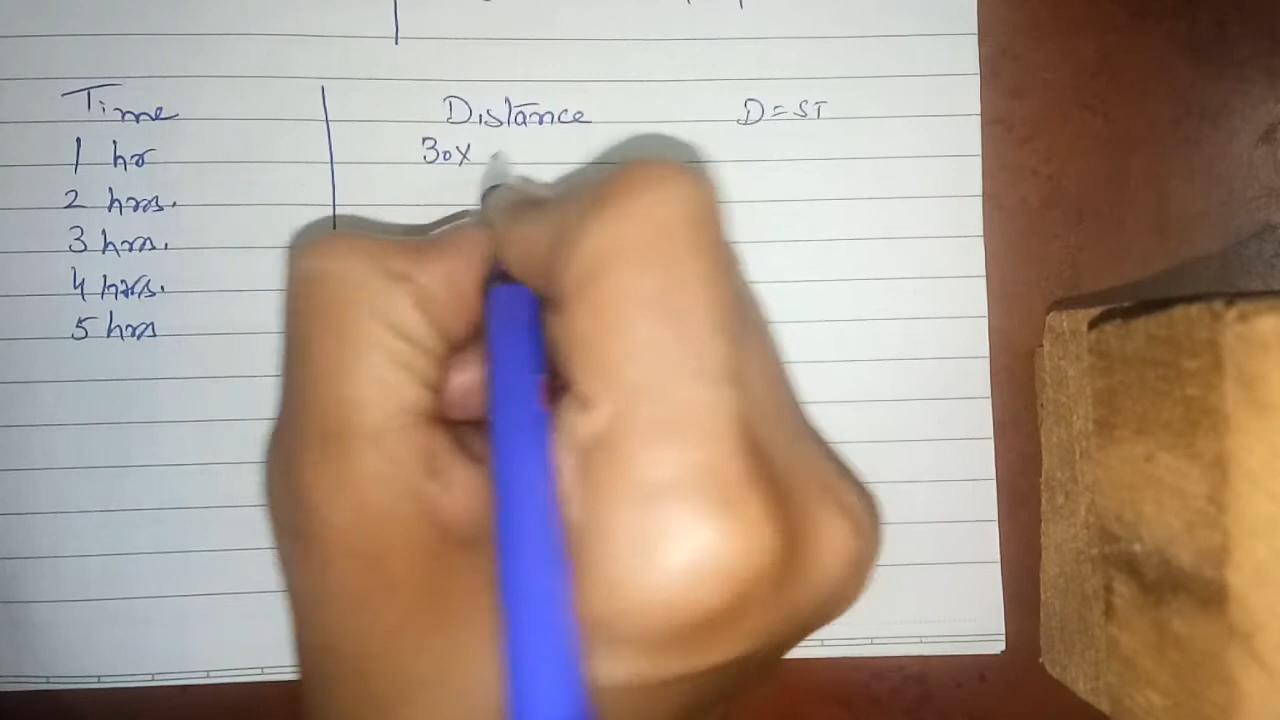 Time Distance D=ST
1 hr 30x
2 hrs.
3 hrs.
4 hrs.
5 hrs